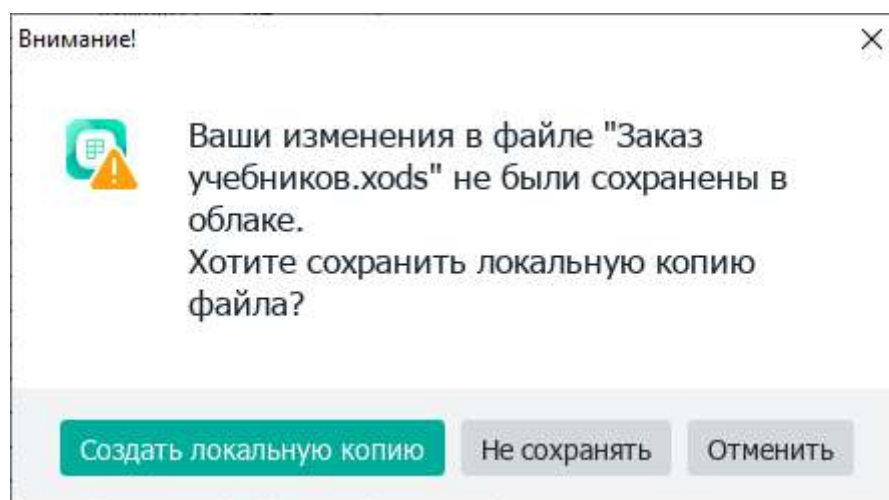 Внимание!
Ваши изменения в файле "Заказ
учебников.xods" не были сохранены в
облаке.
Хотите сохранить локальную копию
файла?
Создать локальную копию
Не сохранять
Отменить